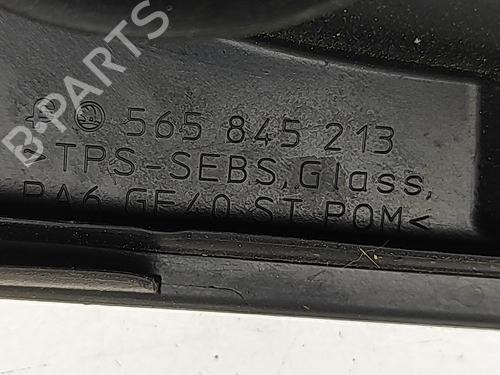 565 845 213
>TPS-SEBS,Glass,
PA6 GF40 ST POM<
B-Parts